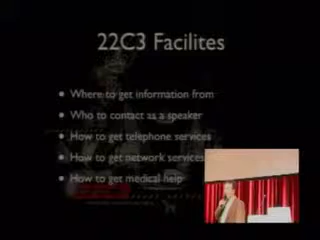 22C3 Facilites
• Where to get information from
• Who to contact as a speaker
• How to get telephone services
• How to get network services
• How to get medical help